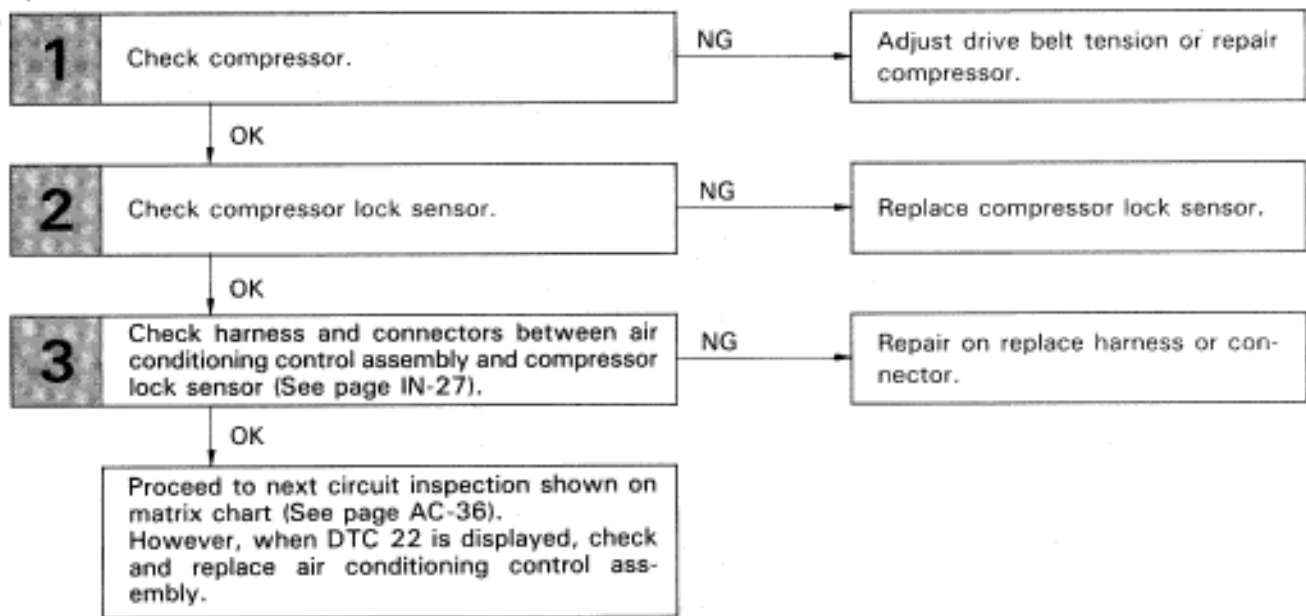 1
Check compressor.
NG
Adjust drive belt tension or repair
compressor.
OK
2
Check compressor lock sensor.
NG
Replace compressor lock sensor.
OK
3
Check harness and connectors between air
conditioning control assembly and compressor
lock sensor (See page IN-27).
NG
Repair on replace harness or con-
nector.
OK
Proceed to next circuit inspection shown on
matrix chart (See page AC-36).
However, when DTC 22 is displayed, check
and replace air conditioning control ass-
embly.